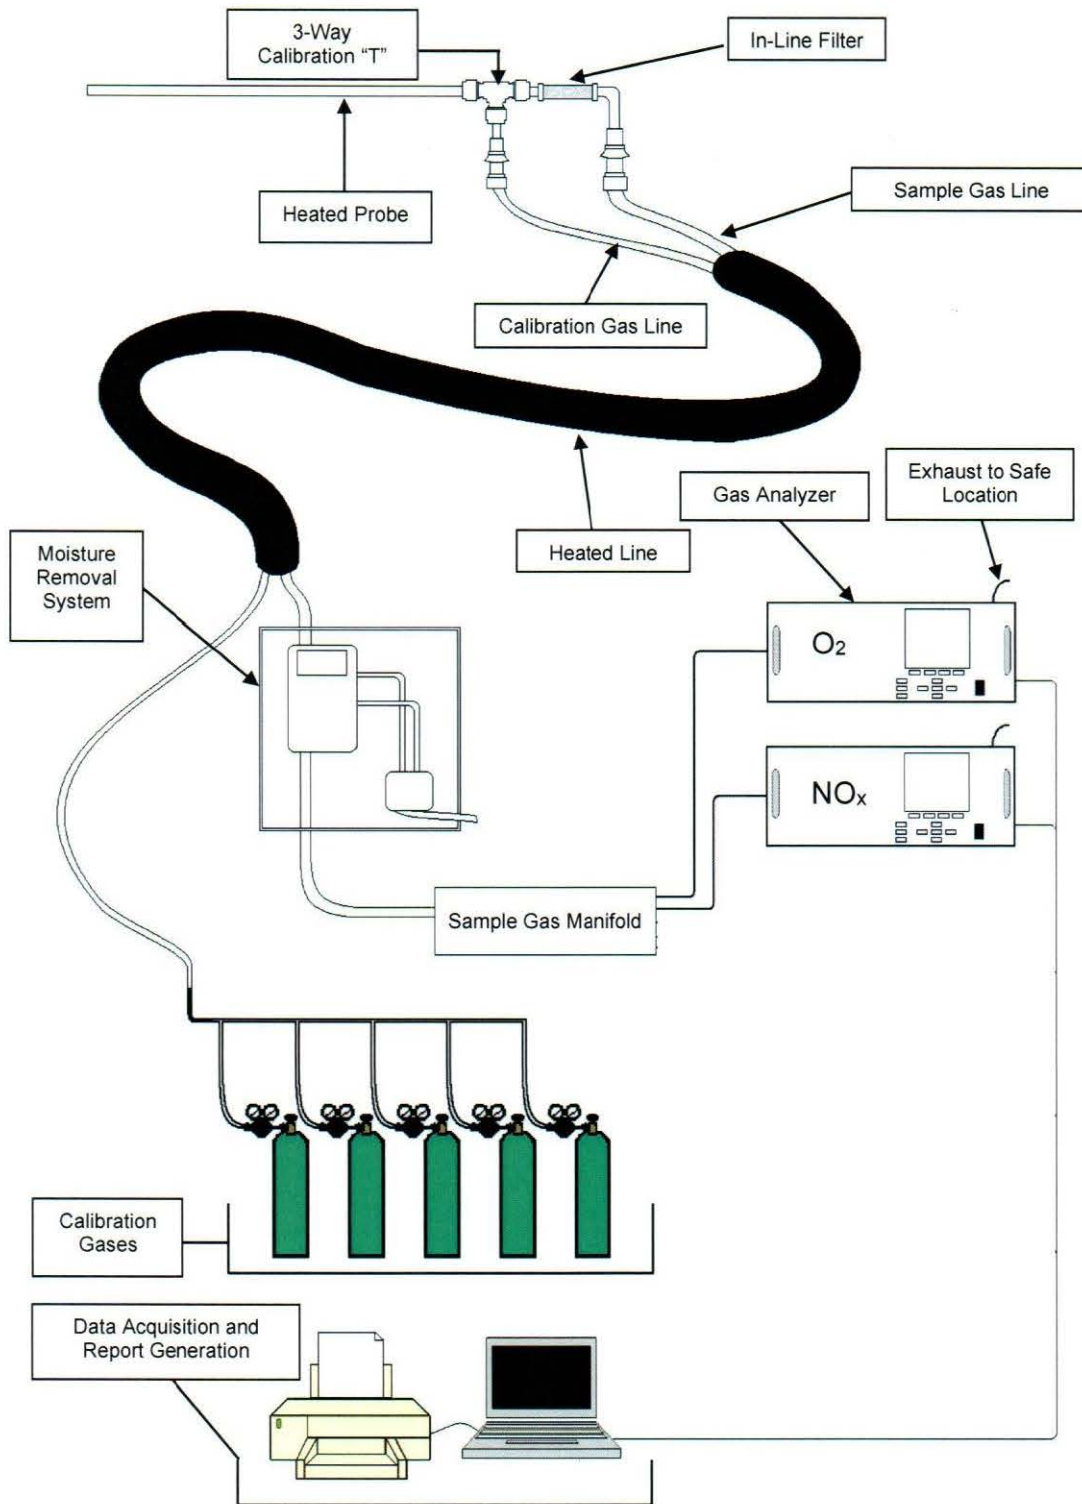 3-Way
Calibration “T”
In-Line Filter
Heated Probe
Sample Gas Line
Calibration Gas Line
Heated Line
Gas Analyzer
Exhaust to Safe
Location
Moisture
Removal
System
O2
NOx
Sample Gas Manifold
Calibration
Gases
Data Acquisition and
Report Generation